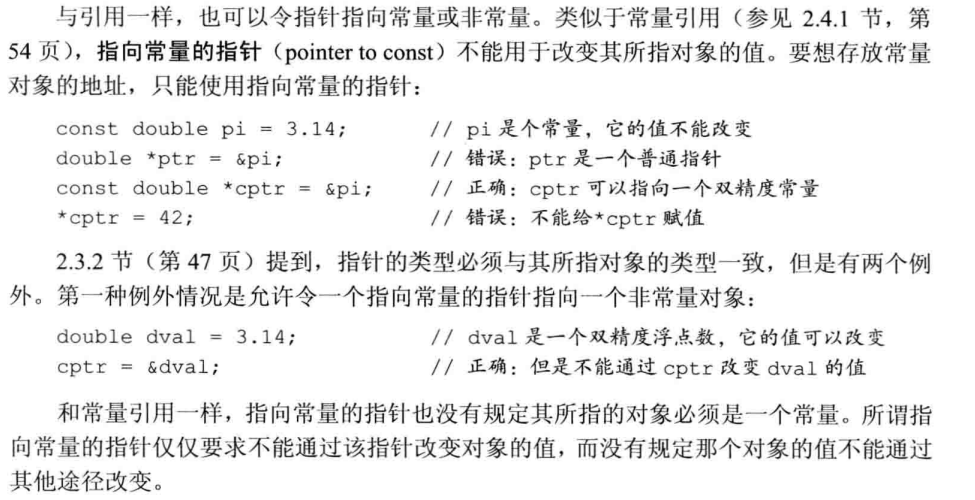 与引用一样，也可以令指针指向常量或非常量。类似于常量引用（参见 2.4.1 节，第
54 页），指向常量的指针（pointer to const）不能用于改变其所指对象的值。要想存放常量
对象的地址，只能使用指向常量的指针：
const double pi = 3.14; // pi 是个常量，它的值不能改变
double *ptr = &pi; // 错误：ptr 是一个普通指针
const double *cptr = &pi; // 正确：cptr 可以指向一个双精度常量
*cptr = 42; // 错误：不能给*cptr 赋值
2.3.2 节（第 47 页）提到，指针的类型必须与其所指对象的类型一致，但是有两个例
外。第一种例外情况是允许令一个指向常量的指针指向一个非常量对象：
double dval = 3.14; // dval 是一个双精度浮点数，它的值可以改变
cptr = &dval; // 正确：但是不能通过 cptr 改变 dval 的值
和常量引用一样，指向常量的指针也没有规定其所指的对象必须是一个常量。所谓指
向常量的指针仅仅要求不能通过该指针改变对象的值，而没有规定那个对象的值不能通过
其他途径改变。